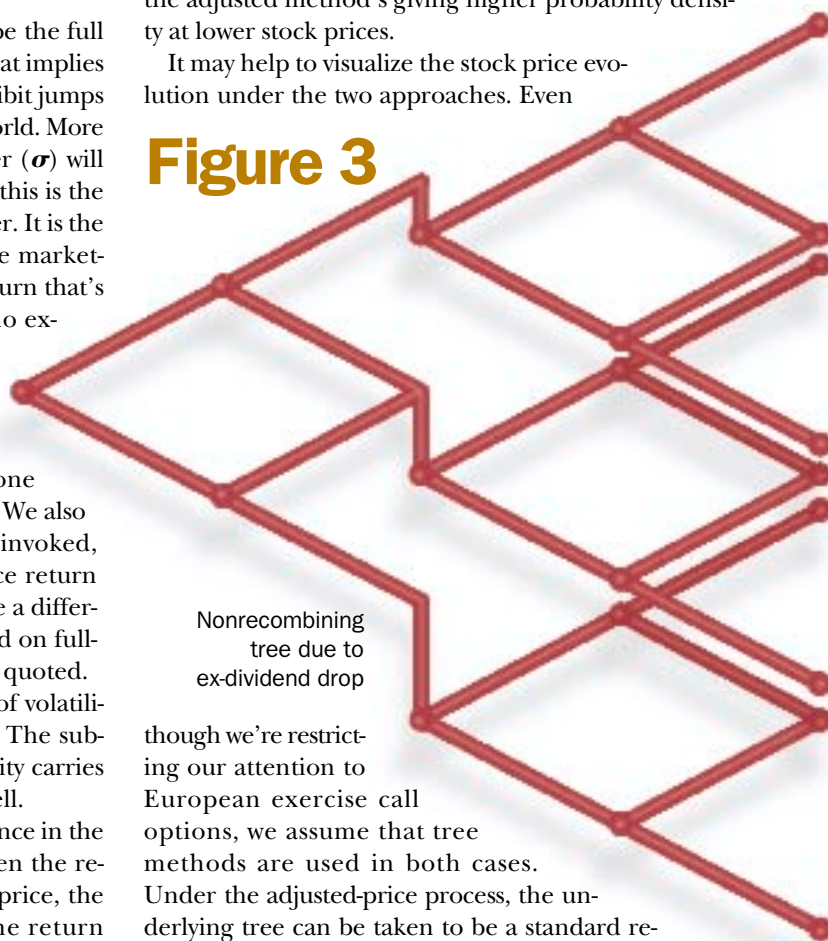 be the full
at implies
ibit jumps
orld. More
er (σ) will
this is the
er. It is the
e market-
urn that's
no ex-
one
We also
invoked,
ce return
e a differ-
d on full-
quoted.
of volatili-
The sub-
ity carries
ell.
nce in the
en the re-
price, the
he return
the adjusted method's giving higher probability densi-
ty at lower stock prices.
It may help to visualize the stock price evo-
lution under the two approaches. Even
Figure 3
Nonrecombining
tree due to
ex-dividend drop
though we're restrict-
ing our attention to
European exercise call
options, we assume that tree
methods are used in both cases.
Under the adjusted-price process, the un-
derlying tree can be taken to be a standard re-